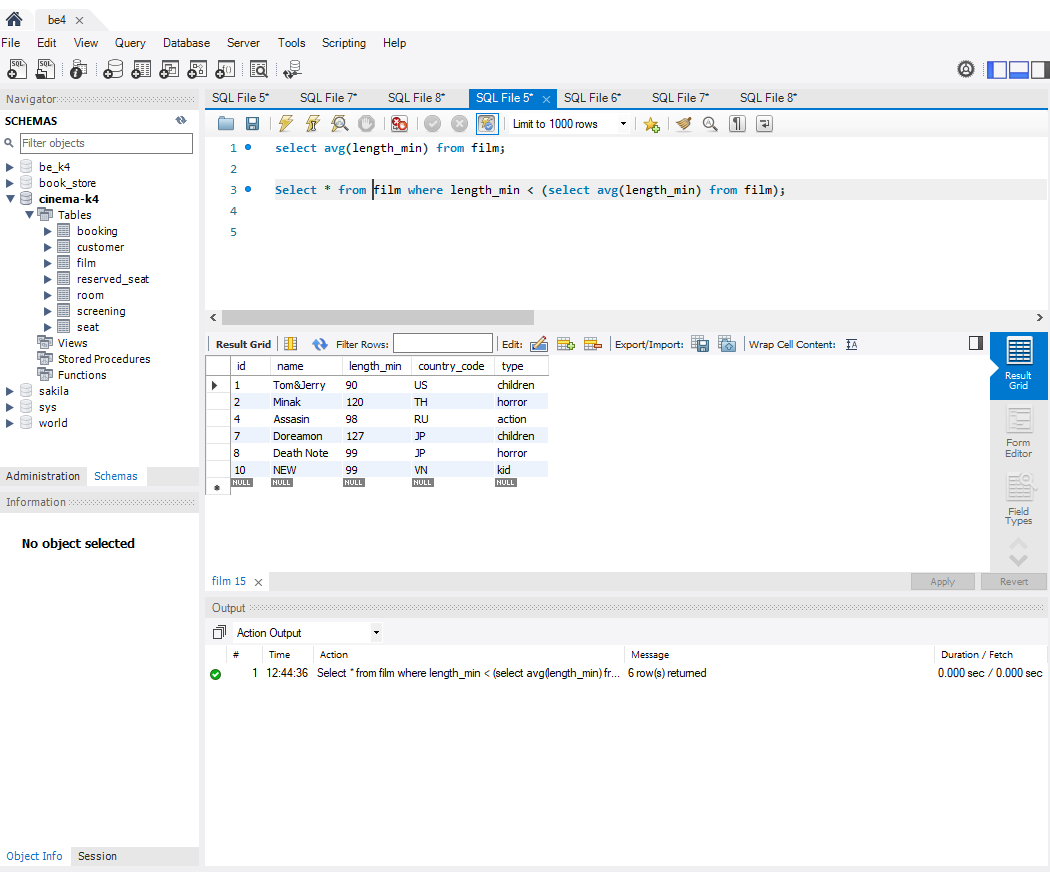 be4
File Edit View Query Database Server Tools Scripting Help
Navigator
SCHEMAS
Filter objects
be_k4
book_store
cinema-k4
Tables
booking
customer
film
reserved_seat
room
screening
seat
Views
Stored Procedures
Functions
sakila
sys
world
Administration Schemas
Information
No object selected
Object Info Session
SQL File 5* SQL File 7* SQL File 8* SQL File 5* SQL File 6* SQL File 7* SQL File 8*
Limit to 1000 rows
1 select avg(length_min) from film;
2
3 Select * from film where length_min < (select avg(length_min) from film);
4
5
Result Grid Filter Rows: Edit: Export/Import: Wrap Cell Content:
id name length_min country_code type
1 Tom&Jerry 90 US children
2 Minak 120 TH horror
4 Assasin 98 RU action
7 Doreamon 127 JP children
8 Death Note 99 JP horror
10 NEW 99 VN kid
NULL NULL NULL NULL NULL
Result
Grid
Form
Editor
Field
Types
film 15 Apply Revert
Output
Action Output
# Time Action Message Duration / Fetch
1 12:44:36 Select * from film where length_min < (select avg(length_min) fr... 6 row(s) returned 0.000 sec / 0.000 sec